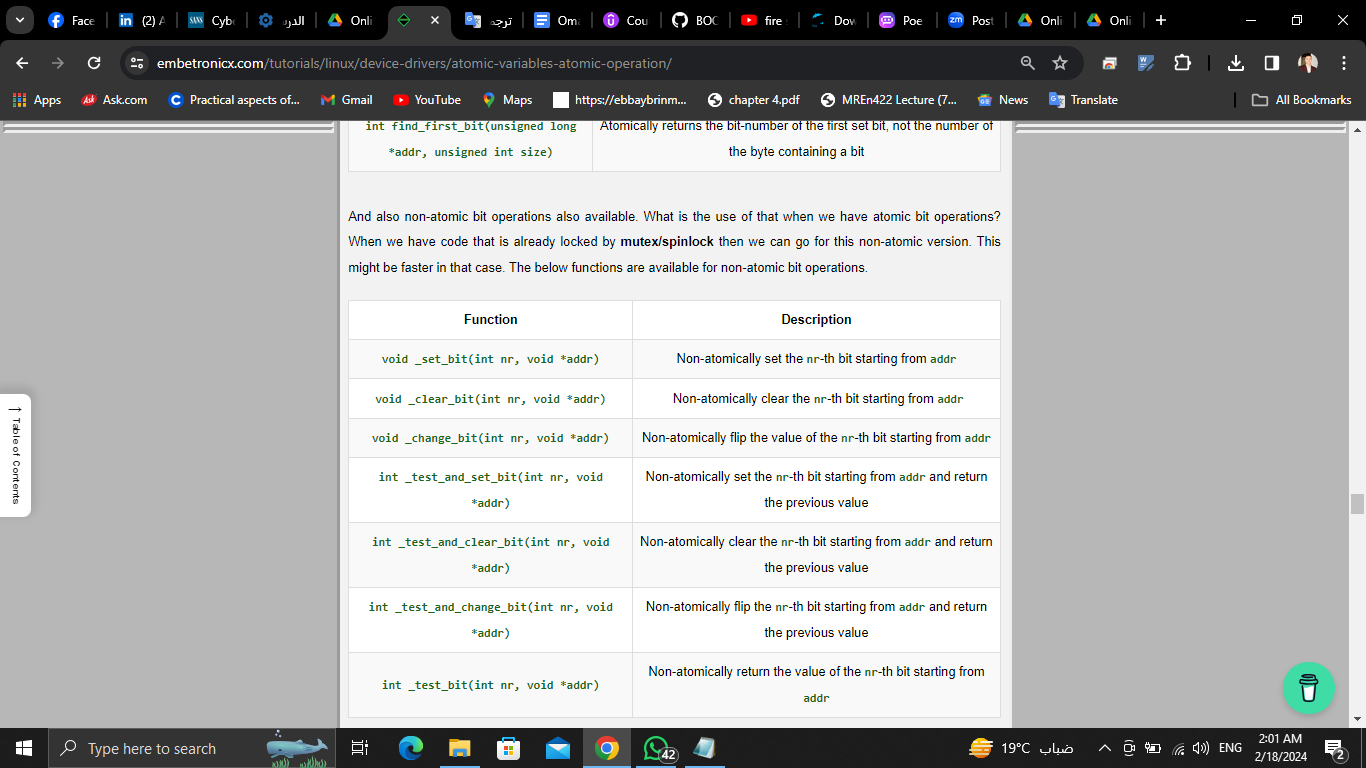 Face
(2) A
Cybe
الدر
Onli
ترجم
Oma
Cou
BOC
fire
Dow
Poe
Post
Onli
Onli
embetronicx.com/tutorials/linux/device-drivers/atomic-variables-atomic-operation/
Apps Ask.com Practical aspects of... Gmail YouTube Maps https://ebbaybrinm... chapter 4.pdf MREn422 Lecture (7... News Translate All Bookmarks
int find_first_bit(unsigned long
*addr, unsigned int size)
Atomically returns the bit-number of the first set bit, not the number of
the byte containing a bit
And also non-atomic bit operations also available. What is the use of that when we have atomic bit operations?
When we have code that is already locked by mutex/spinlock then we can go for this non-atomic version. This
might be faster in that case. The below functions are available for non-atomic bit operations.
Function Description
void _set_bit(int nr, void *addr) Non-atomically set the nr-th bit starting from addr
void _clear_bit(int nr, void *addr) Non-atomically clear the nr-th bit starting from addr
void _change_bit(int nr, void *addr) Non-atomically flip the value of the nr-th bit starting from addr
int _test_and_set_bit(int nr, void
*addr)
Non-atomically set the nr-th bit starting from addr and return
the previous value
int _test_and_clear_bit(int nr, void
*addr)
Non-atomically clear the nr-th bit starting from addr and return
the previous value
int _test_and_change_bit(int nr, void
*addr)
Non-atomically flip the nr-th bit starting from addr and return
the previous value
int _test_bit(int nr, void *addr)
Non-atomically return the value of the nr-th bit starting from
addr
→ Table of Contents
Type here to search
42
19°C ضباب
ENG
2:01 AM
2/18/2024
2